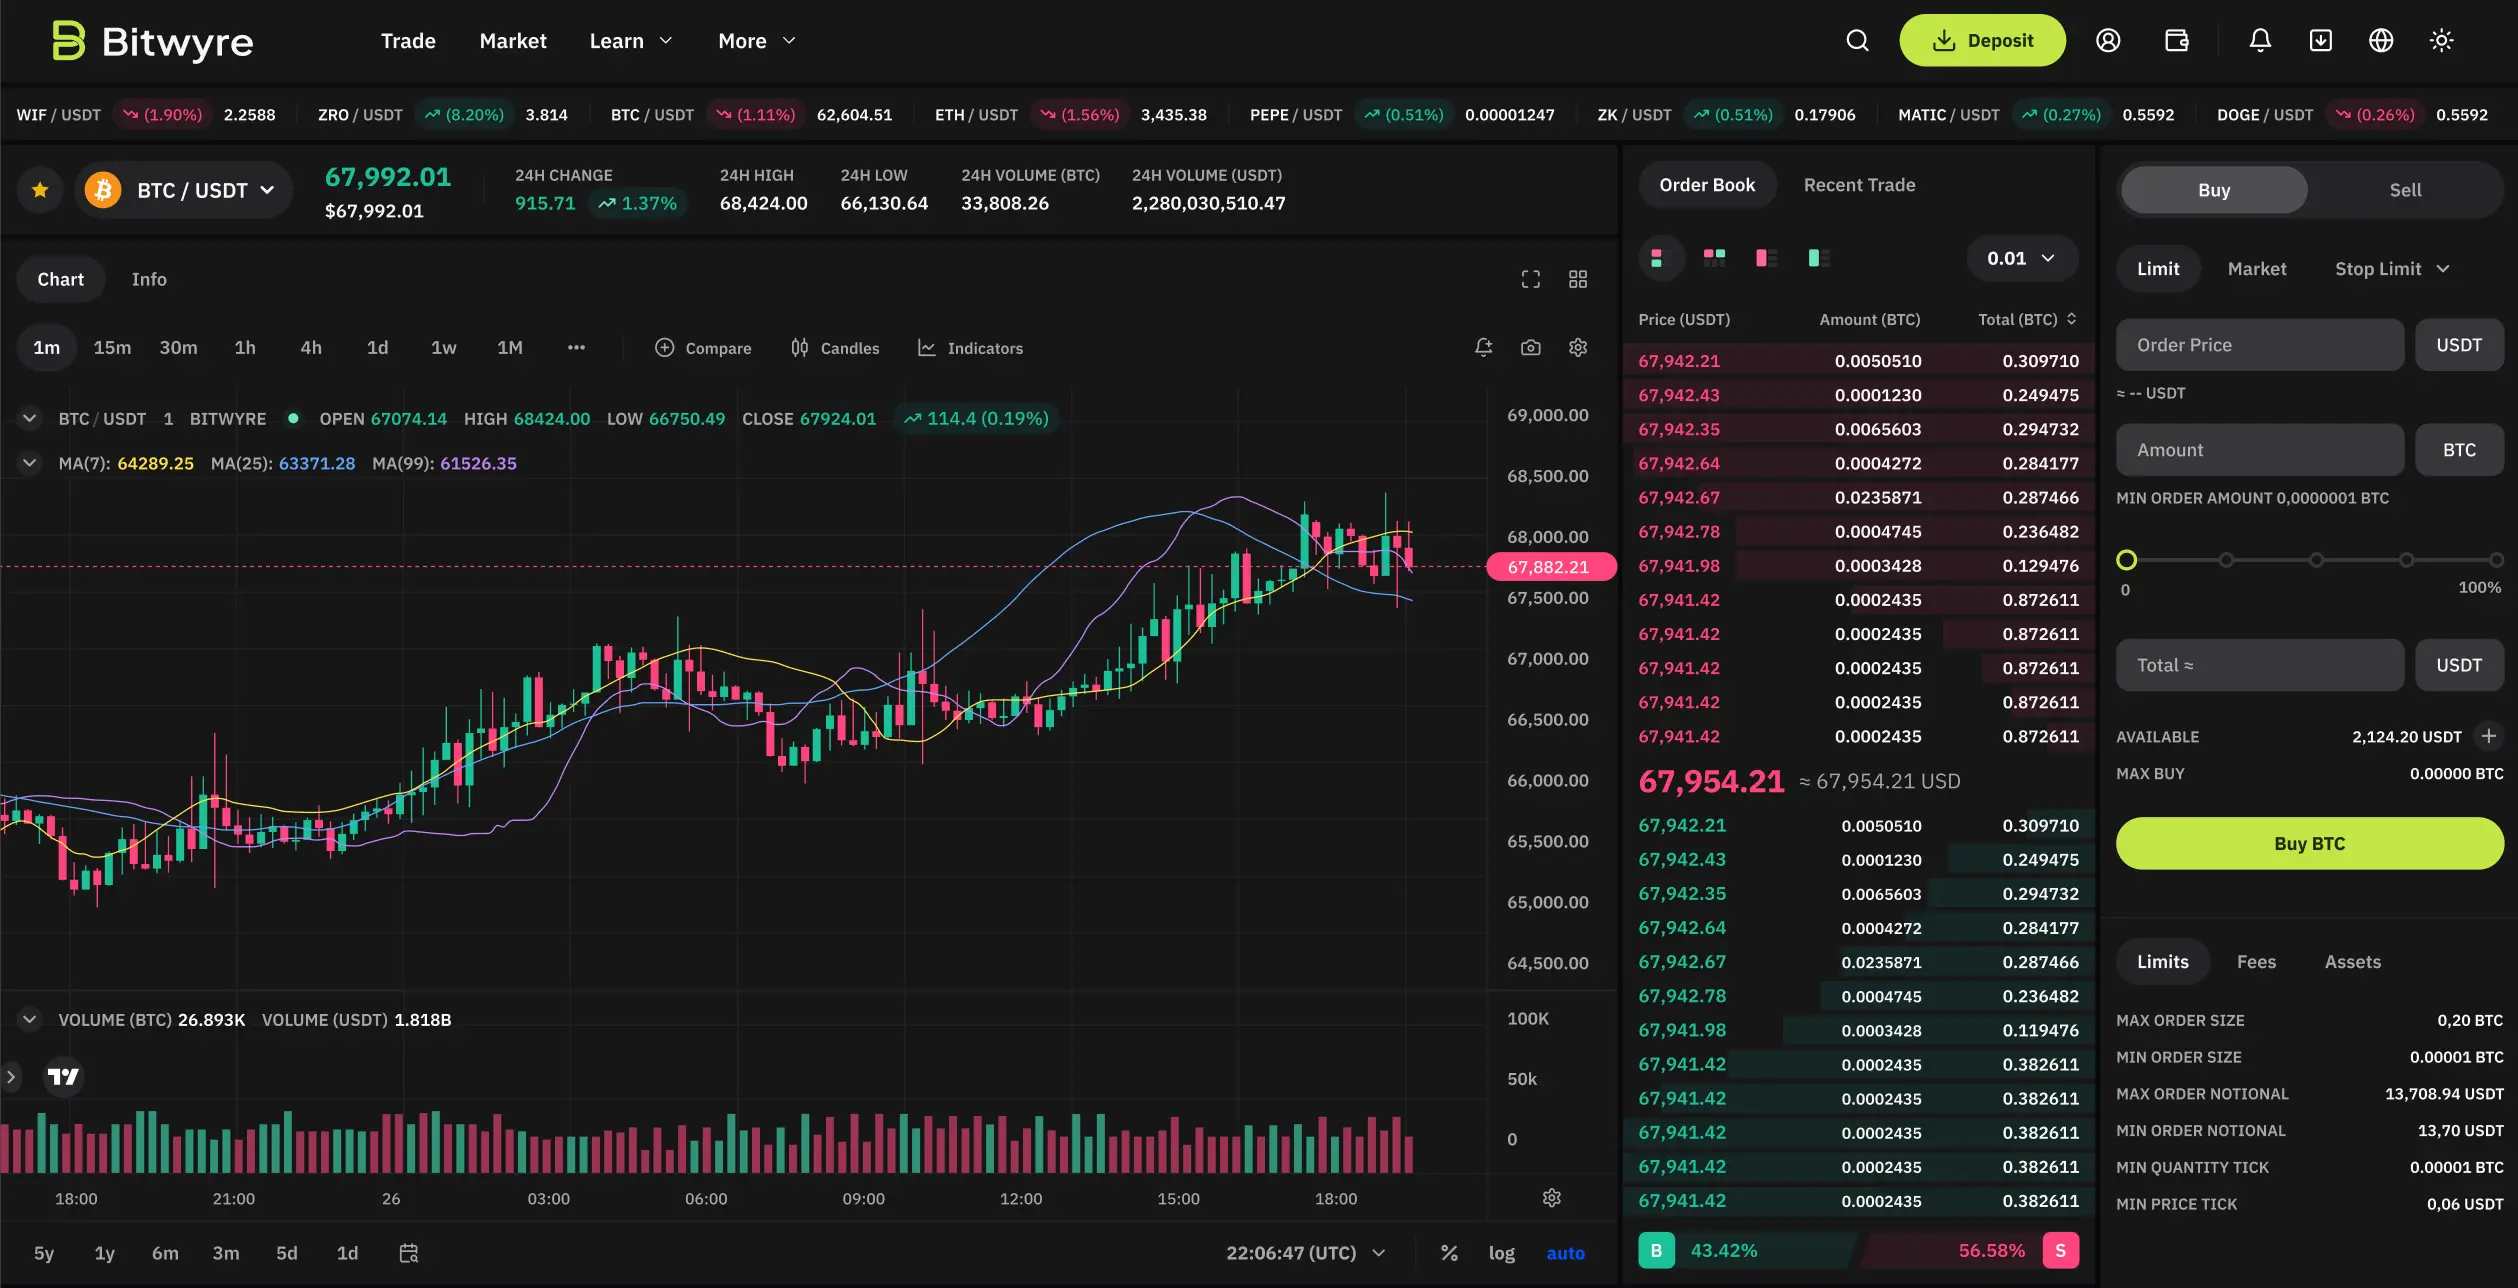 Bitwyre
Trade Market Learn More
Deposit
WIF / USDT (1.90%) 2.2588 ZRO / USDT (8.20%) 3.814 BTC / USDT (1.11%) 62,604.51 ETH / USDT (1.56%) 3,435.38 PEPE / USDT (0.51%) 0.00001247 ZK / USDT (0.51%) 0.17906 MATIC / USDT (0.27%) 0.5592 DOGE / USDT (0.26%) 0.5592
BTC / USDT
67,992.01
$67,992.01
24H CHANGE
915.71 1.37%
24H HIGH
68,424.00
24H LOW
66,130.64
24H VOLUME (BTC)
33,808.26
24H VOLUME (USDT)
2,280,030,510.47
Chart Info
1m 15m 30m 1h 4h 1d 1w 1M Compare Candles Indicators
BTC / USDT 1 BITWYRE OPEN 67074.14 HIGH 68424.00 LOW 66750.49 CLOSE 67924.01 114.4 (0.19%)
MA(7): 64289.25 MA(25): 63371.28 MA(99): 61526.35
69,000.00
68,500.00
68,000.00
67,882.21
67,500.00
67,000.00
66,500.00
66,000.00
65,500.00
65,000.00
64,500.00
VOLUME (BTC) 26.893K VOLUME (USDT) 1.818B
100K
50k
0
18:00 21:00 26 03:00 06:00 09:00 12:00 15:00 18:00
5y 1y 6m 3m 5d 1d
22:06:47 (UTC) % log auto
Order Book Recent Trade
0.01
Price (USDT) Amount (BTC) Total (BTC)
67,942.21 0.0050510 0.309710
67,942.43 0.0001230 0.249475
67,942.35 0.0065603 0.294732
67,942.64 0.0004272 0.284177
67,942.67 0.0235871 0.287466
67,942.78 0.0004745 0.236482
67,941.98 0.0003428 0.129476
67,941.42 0.0002435 0.872611
67,941.42 0.0002435 0.872611
67,941.42 0.0002435 0.872611
67,941.42 0.0002435 0.872611
67,941.42 0.0002435 0.872611
67,954.21 ≈ 67,954.21 USD
67,942.21 0.0050510 0.309710
67,942.43 0.0001230 0.249475
67,942.35 0.0065603 0.294732
67,942.64 0.0004272 0.284177
67,942.67 0.0235871 0.287466
67,942.78 0.0004745 0.236482
67,941.98 0.0003428 0.119476
67,941.42 0.0002435 0.382611
67,941.42 0.0002435 0.382611
67,941.42 0.0002435 0.382611
67,941.42 0.0002435 0.382611
67,941.42 0.0002435 0.382611
B 43.42% 56.58% S
Buy Sell
Limit Market Stop Limit
Order Price USDT
≈ -- USDT
Amount BTC
MIN ORDER AMOUNT 0,0000001 BTC
0 100%
Total ≈ USDT
AVAILABLE 2,124.20 USDT
MAX BUY 0.00000 BTC
Buy BTC
Limits Fees Assets
MAX ORDER SIZE 0,20 BTC
MIN ORDER SIZE 0.00001 BTC
MAX ORDER NOTIONAL 13,708.94 USDT
MIN ORDER NOTIONAL 13,70 USDT
MIN QUANTITY TICK 0.00001 BTC
MIN PRICE TICK 0,06 USDT